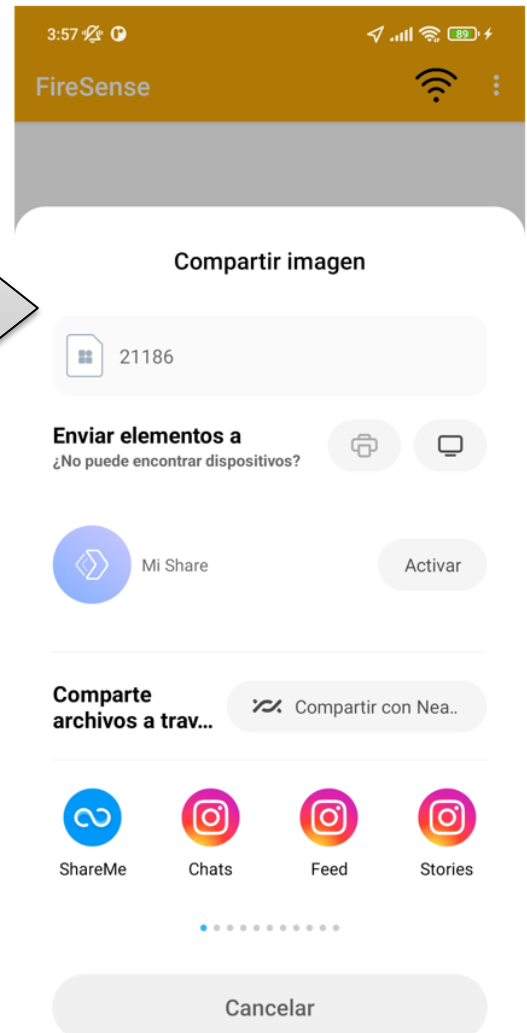 3:57
89
FireSense
Compartir imagen
21186
Enviar elementos a
¿No puede encontrar dispositivos?
Mi Share
Activar
Comparte
archivos a trav...
Compartir con Nea..
ShareMe
Chats
Feed
Stories
Cancelar